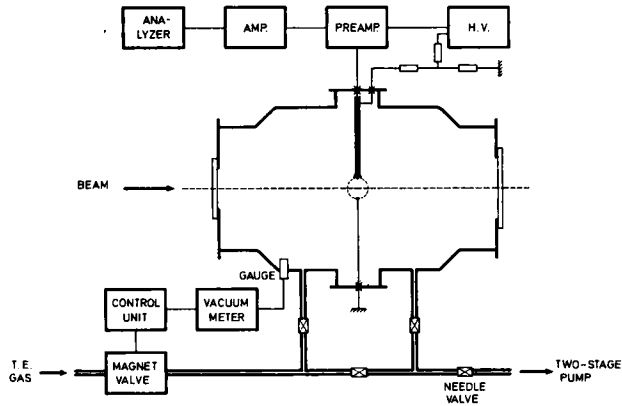 ANA-
LYZER
AMP.
PREAMP.
H.V.
BEAM
GAUGE
CONTROL
UNIT
VACUUM
METER
T.E.
GAS
MAGNET
VALVE
NEEDLE
VALVE
TWO-STAGE
PUMP